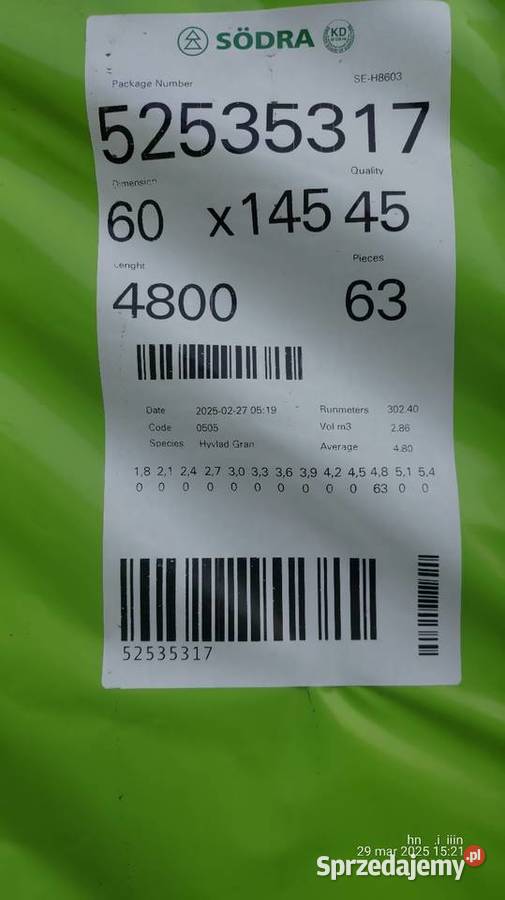 SÖDRA KD
Package Number SE-H8603
52535317
Dimension Quality
60 x145 45
Lenght Pieces
4800 63
Date 2025-02-27 05:19 Runmeters 302.40
Code 0505 Vol m3 2.86
Species Hyvlad Gran Average 4.80
1,8 2,1 2,4 2,7 3,0 3,3 3,6 3,9 4,2 4,5 4,8 5,1 5,4
0 0 0 0 0 0 0 0 0 0 63 0 0
52535317
29 mar 2025 15:21
Sprzedajemy.pl